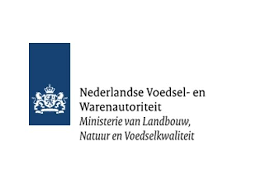 Nederlandse Voedsel- en
Warenautoriteit
Ministerie van Landbouw,
Natuur en Voedselkwaliteit